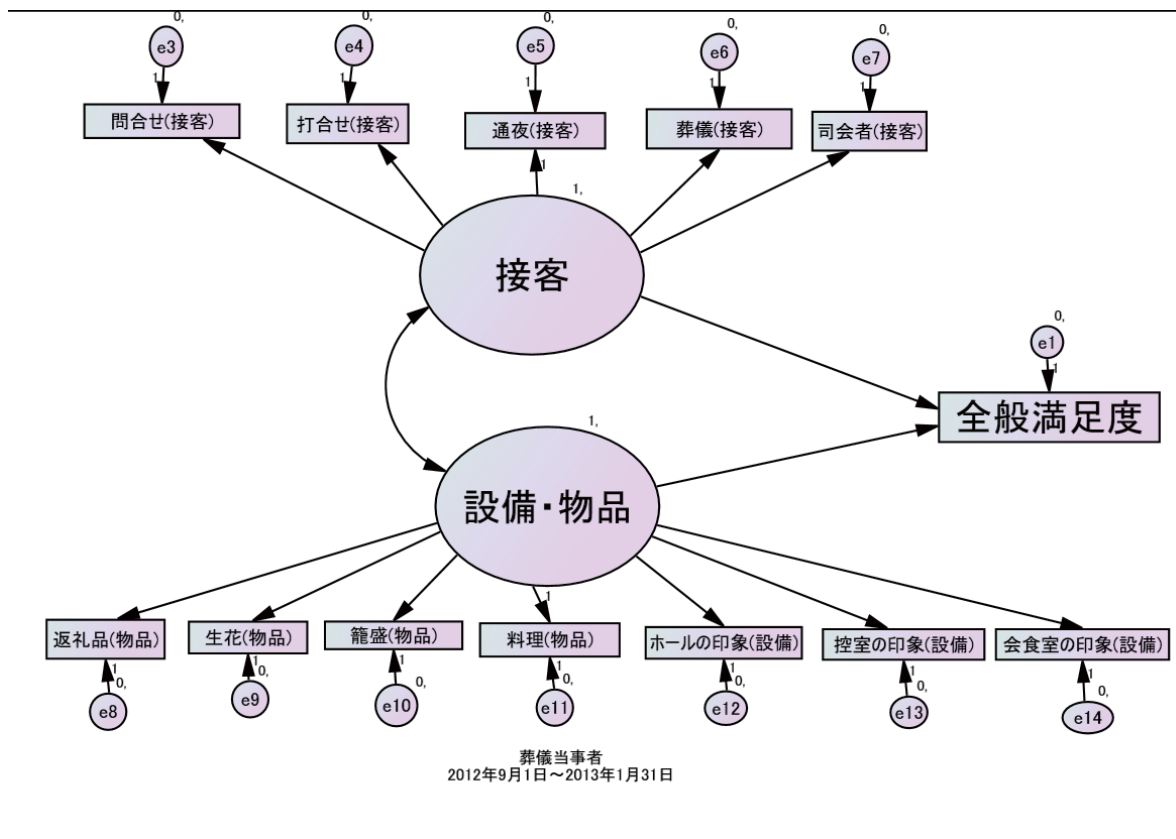 0, 0, 0, 0, 0,
e3 e4 e5 e6 e7
1 1 1 1 1
問合せ(接客) 打合せ(接客) 通夜(接客) 葬儀(接客) 司会者(接客)
1
1,
接客
0,
e1
1
全般満足度
1,
設備・物品
1
返礼品(物品) 生花(物品) 籠盛(物品) 料理(物品) ホールの印象(設備) 控室の印象(設備) 会食室の印象(設備)
1 1 1 1 1 1 1
0, 0, 0, 0, 0, 0, 0,
e8 e9 e10 e11 e12 e13 e14
葬儀当事者
2012年9月1日～2013年1月31日